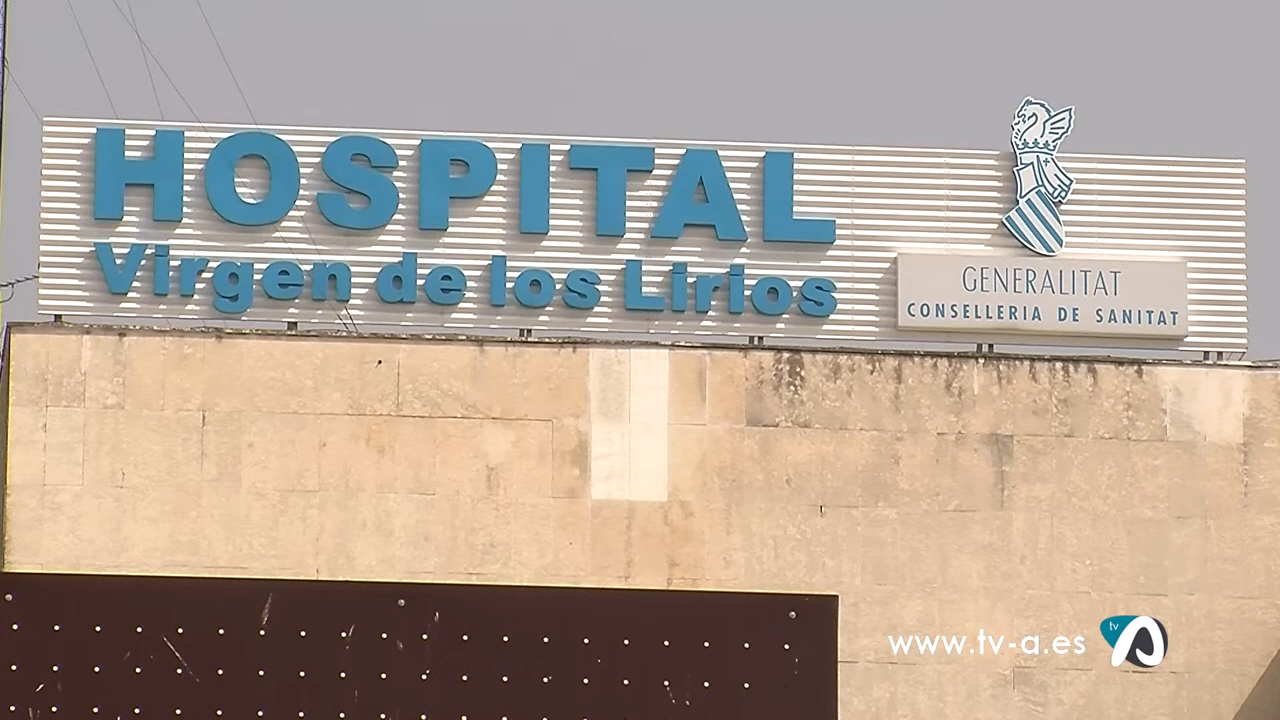 HOSPITAL
Virgen de los Lirios
GENERALITAT
CONSELLERIA DE SANITAT
www.tv-a.es
tv